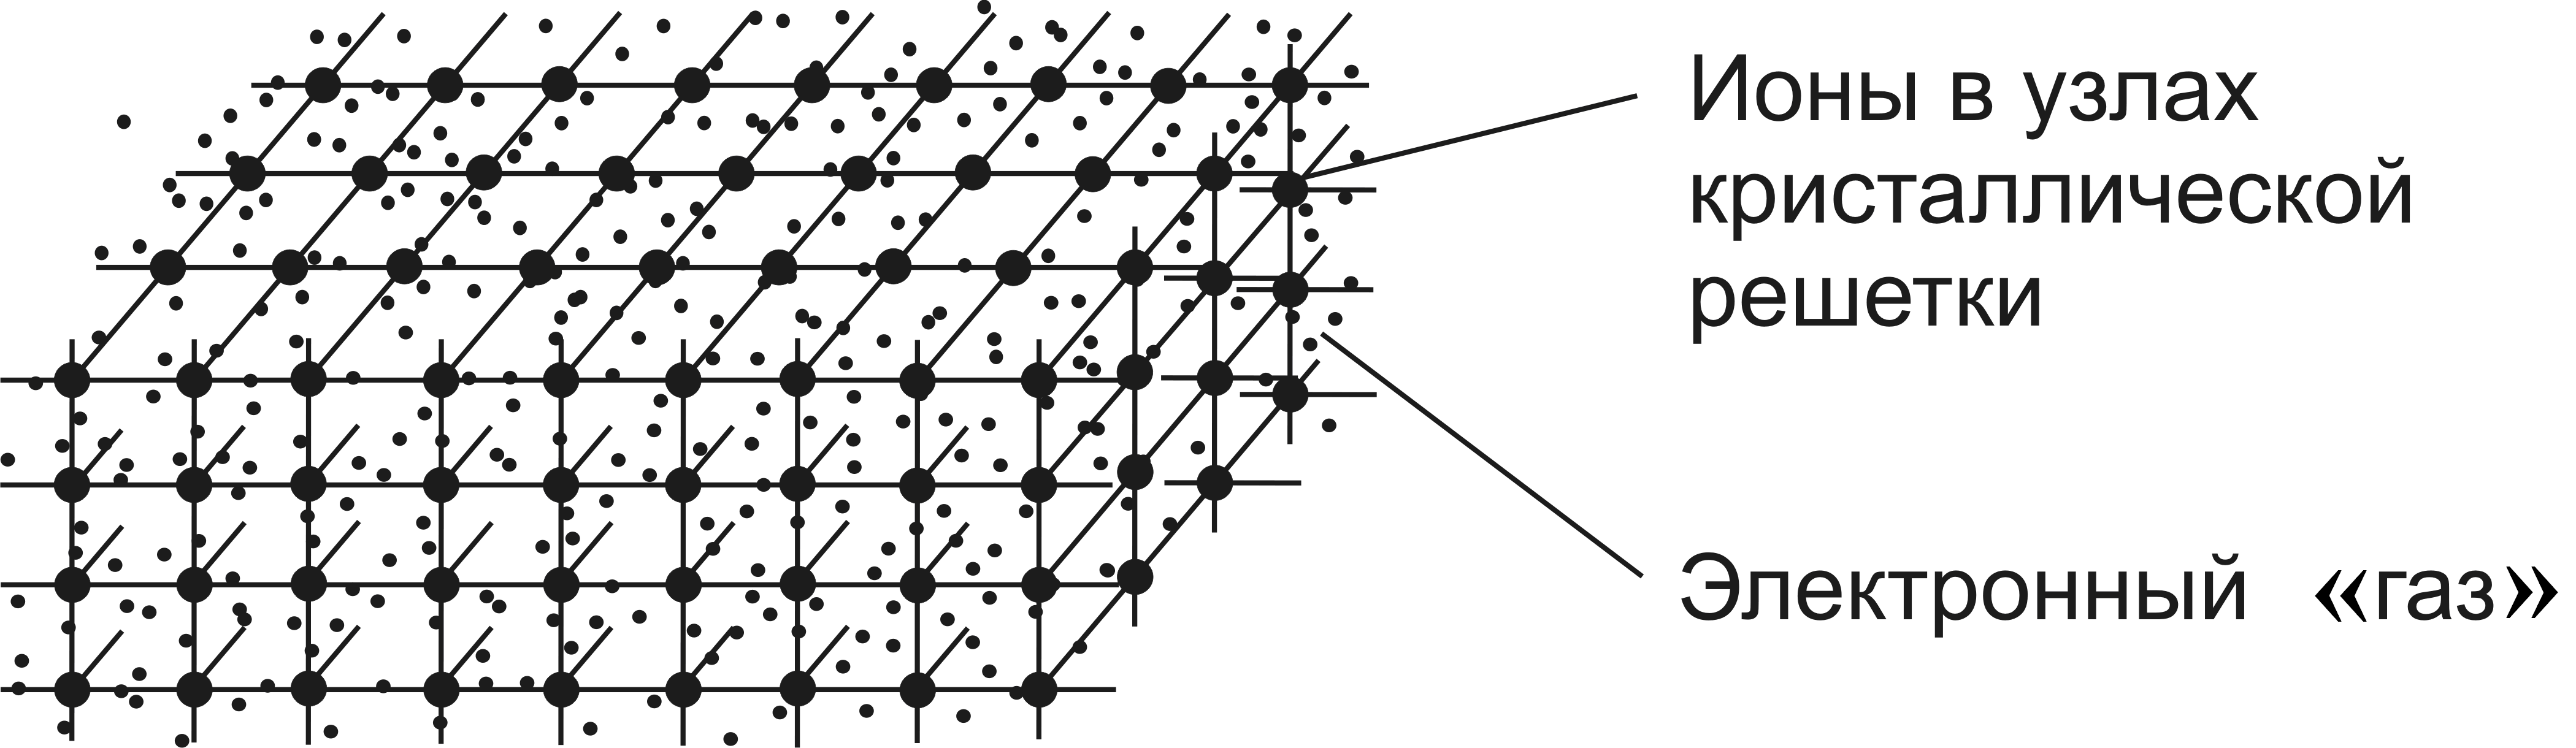 Ионы в узлах
кристаллической
решетки
Электронный «газ»